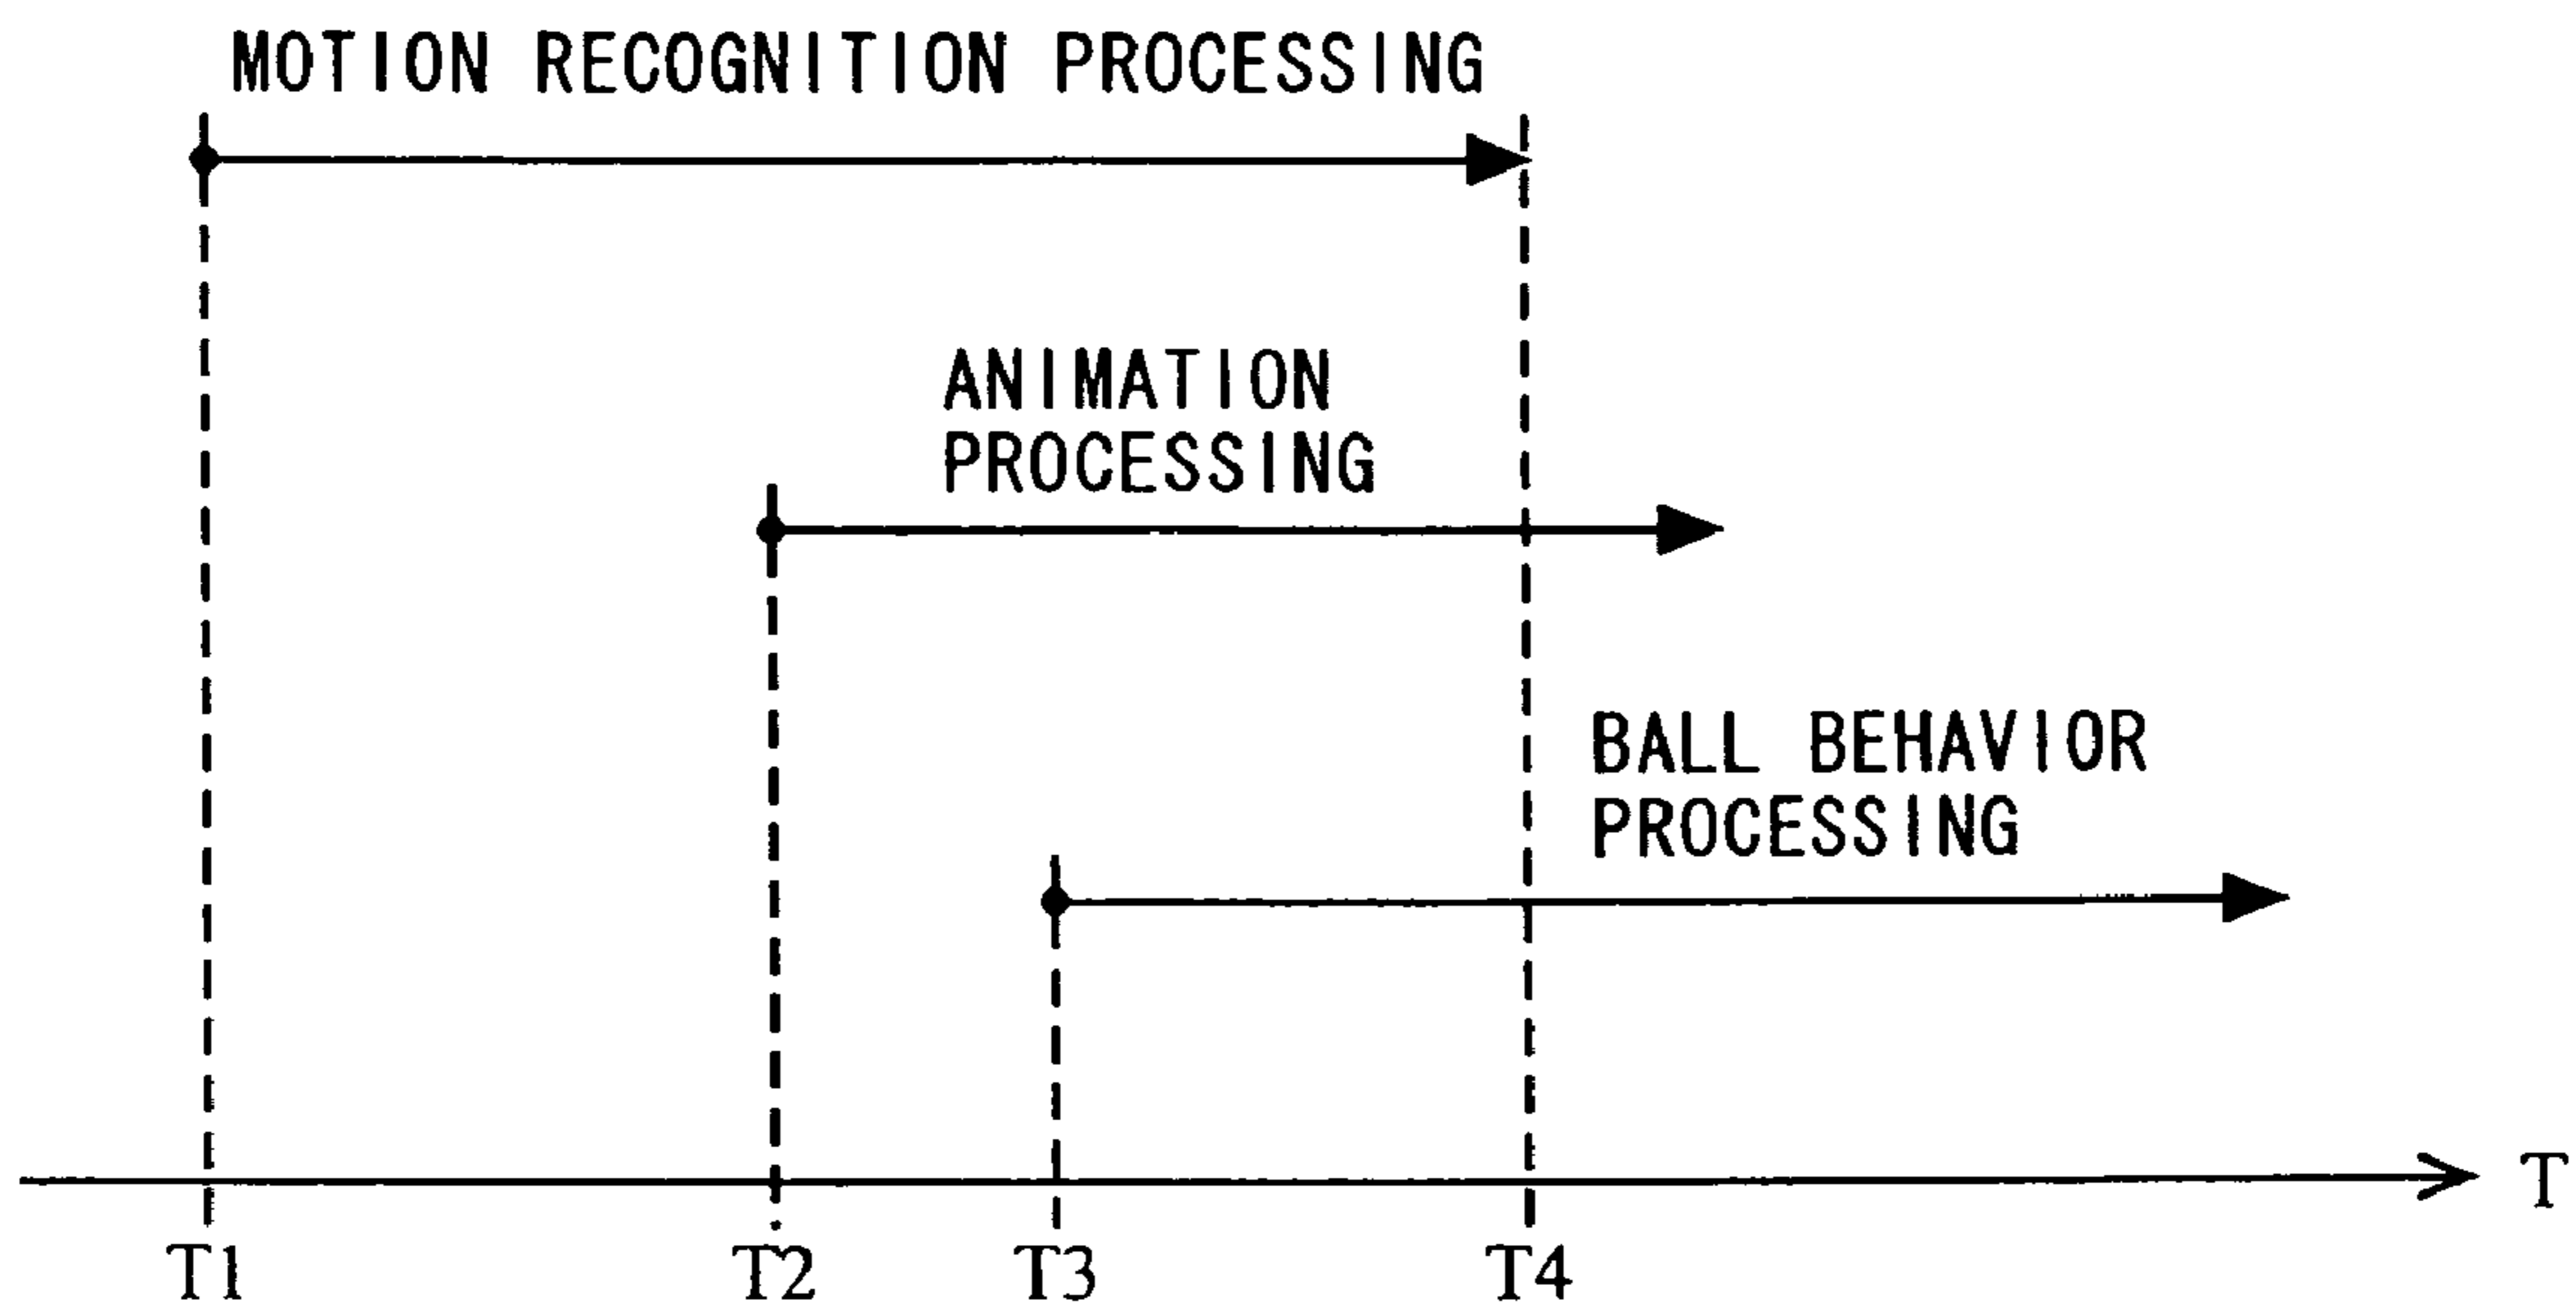 MOTION RECOGNITION PROCESSING
ANIMATION
PROCESSING
BALL BEHAVIOR
PROCESSING
T
T1 T2 T3 T4